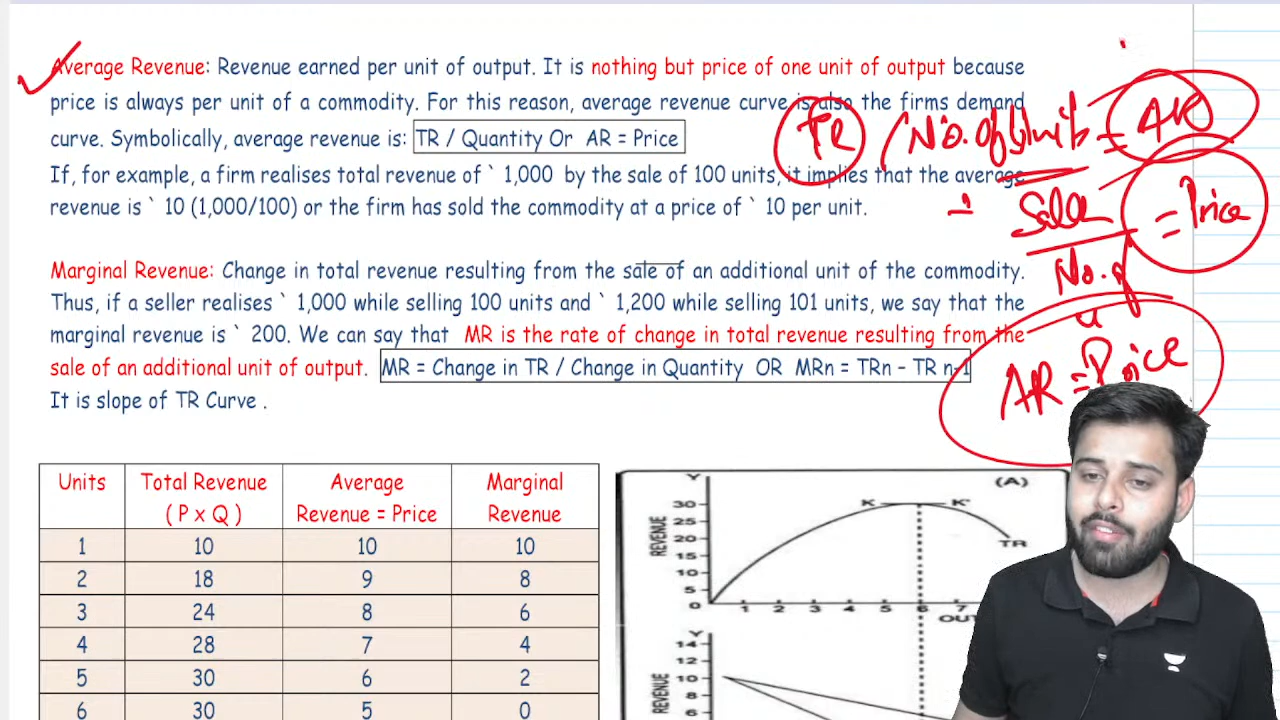 Average Revenue: Revenue earned per unit of output. It is nothing but price of one unit of output because
price is always per unit of a commodity. For this reason, average revenue curve is also the firms demand
curve. Symbolically, average revenue is: TR / Quantity Or AR = Price
If, for example, a firm realises total revenue of ` 1,000 by the sale of 100 units, it implies that the average
revenue is ` 10 (1,000/100) or the firm has sold the commodity at a price of ` 10 per unit.
TR / No. of Units = AR
= Sales = Price
No. of
u
AR = Price
Marginal Revenue: Change in total revenue resulting from the sale of an additional unit of the commodity.
Thus, if a seller realises ` 1,000 while selling 100 units and ` 1,200 while selling 101 units, we say that the
marginal revenue is ` 200. We can say that MR is the rate of change in total revenue resulting from the
sale of an additional unit of output. MR = Change in TR / Change in Quantity OR MRn = TRn – TR n-1
It is slope of TR Curve .
Units Total Revenue ( P x Q ) Average Revenue = Price Marginal Revenue
1 10 10 10
2 18 9 8
3 24 8 6
4 28 7 4
5 30 6 2
6 30 5 0
Y (A)
30 K K'
25
20 TR
15
10
5
0
REVENUE
1 2 3 4 5 6 7
OUT
Y
14
12
10
8
6
REVENUE